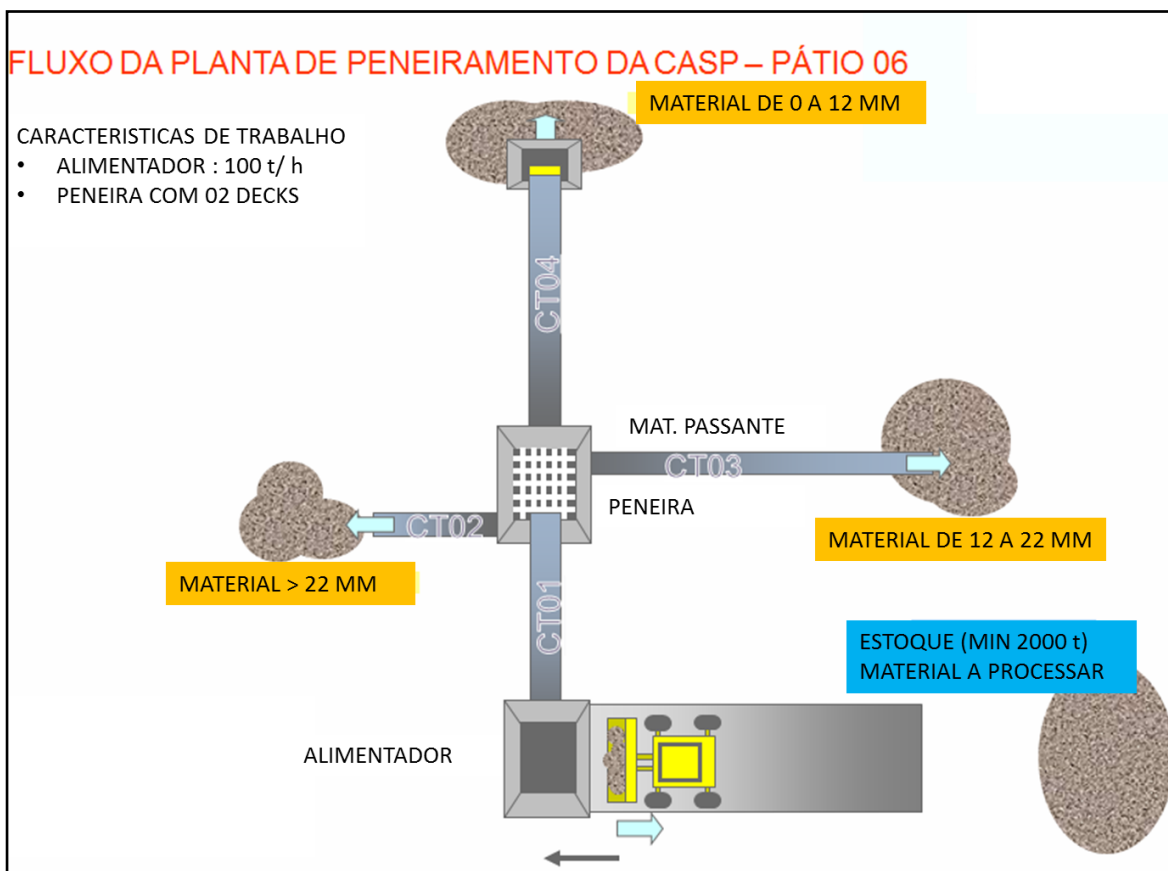 FLUXO DA PLANTA DE PENEIRAMENTO DA CASP – PÁTIO 06
MATERIAL DE 0 A 12 MM
CARACTERISTICAS DE TRABALHO
• ALIMENTADOR : 100 t/ h
• PENEIRA COM 02 DECKS
CT04
MAT. PASSANTE
CT03
PENEIRA
CT02
MATERIAL DE 12 A 22 MM
MATERIAL > 22 MM
CT01
ESTOQUE (MIN 2000 t)
MATERIAL A PROCESSAR
ALIMENTADOR